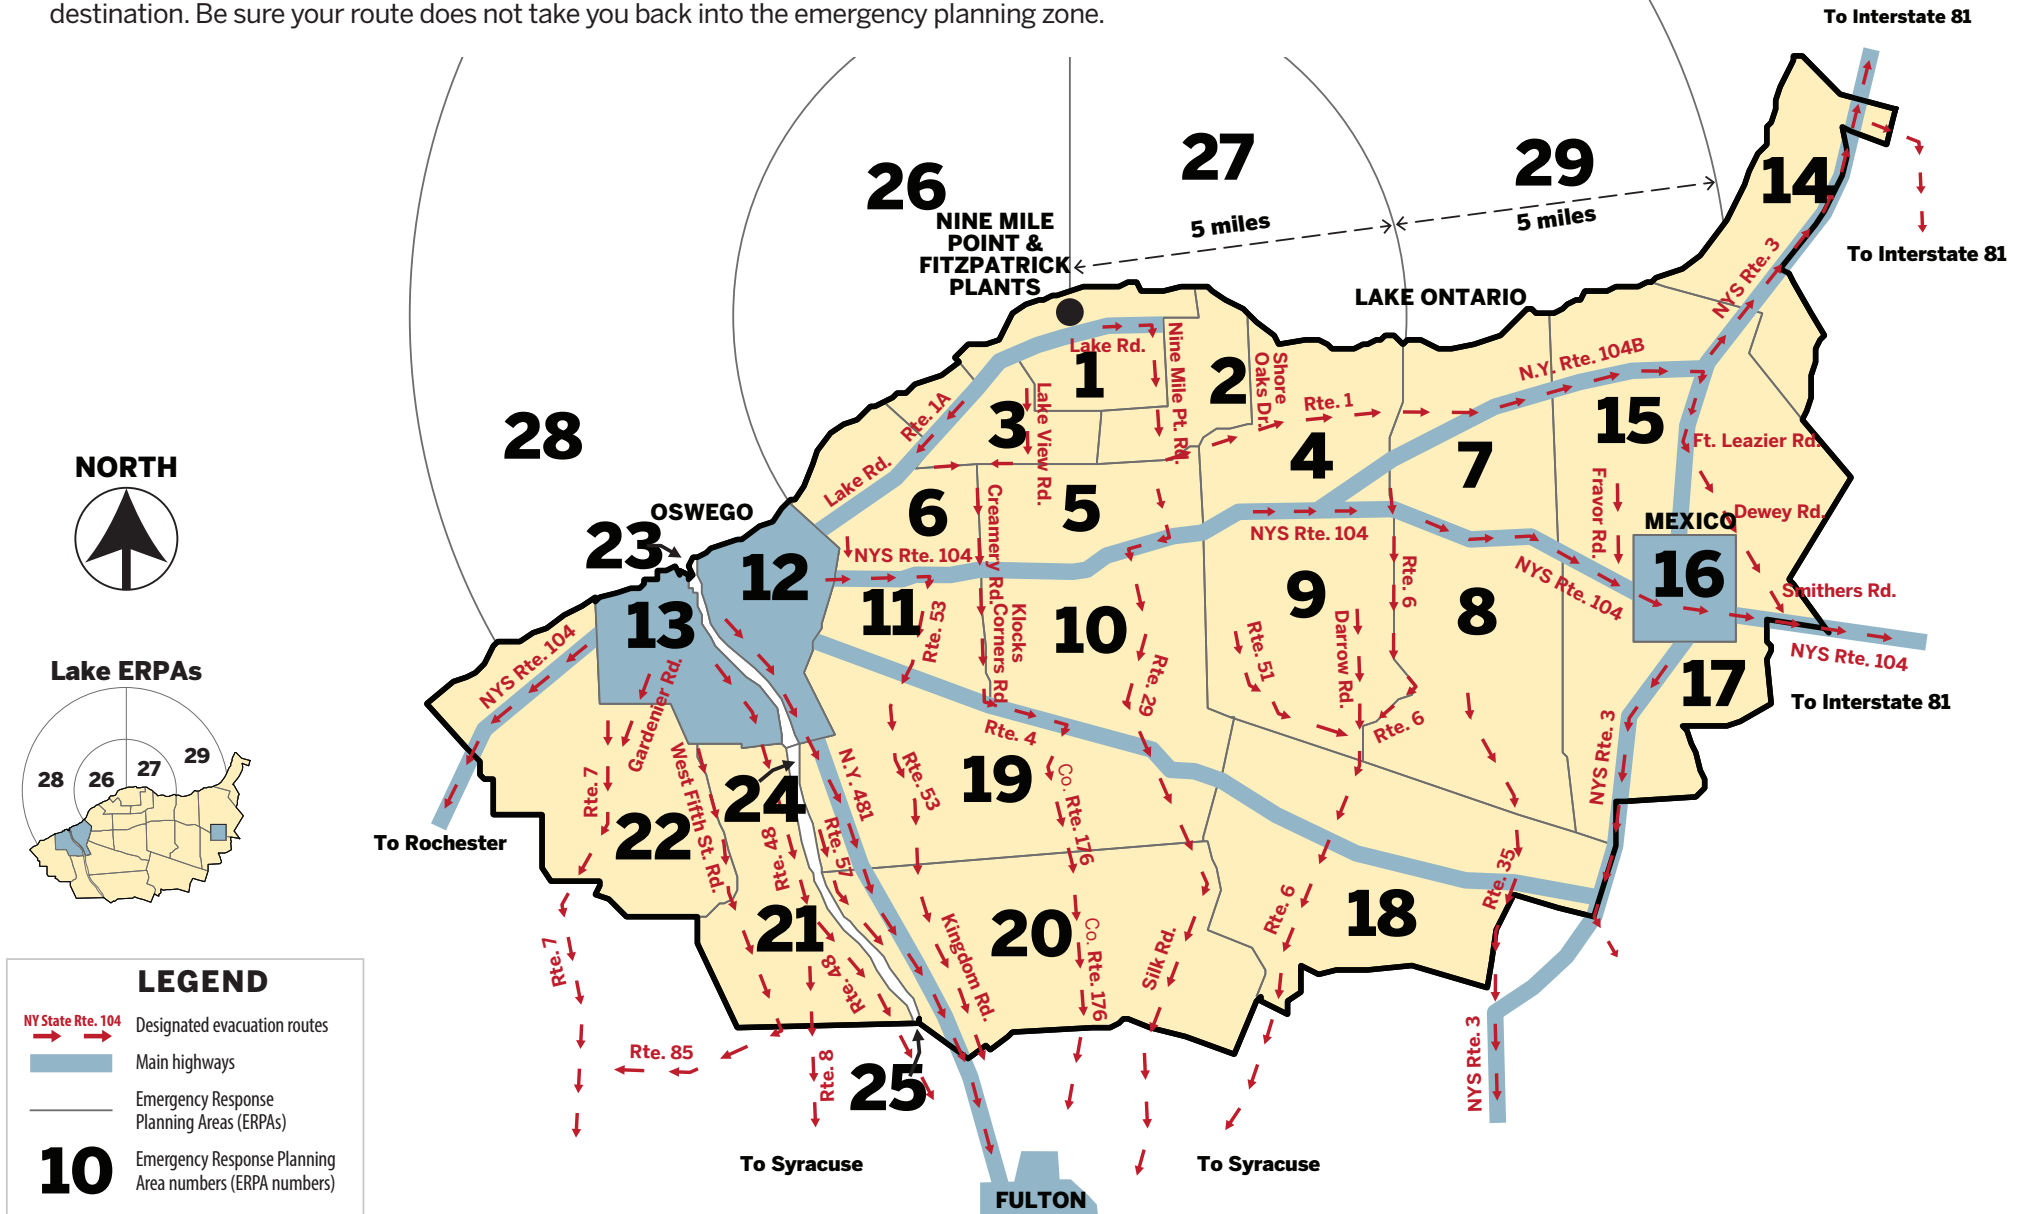 destination. Be sure your route does not take you back into the emergency planning zone.
To Interstate 81
27
29
26
14
5 miles
5 miles
NINE MILE
POINT &
FITZPATRICK
PLANTS
To Interstate 81
NYS Rte. 3
LAKE ONTARIO
Lake Rd.
1
Nine Mile Pt. Rd.
2
Shore
Oaks Dr.
N.Y. Rte. 104B
Rte. 1
Rte. 1A
3
Lake View Rd.
4
7
15
28
Ft. Leazier Rd.
NORTH
Lake Rd.
6
Creamery Rd.
5
Fravor Rd.
Dewey Rd.
OSWEGO
MEXICO
23
NYS Rte. 104
NYS Rte. 104
12
16
13
11
Rte. 53
Klocks
Corners Rd.
10
9
Rte. 6
8
NYS Rte. 104
Smithers Rd.
NYS Rte. 104
NYS Rte. 104
Gardenier Rd.
Rte. 29
Rte. 51
Darrow Rd.
17
To Interstate 81
Lake ERPAs
28
26
27
29
Rte. 4
Rte. 6
NYS Rte. 3
Rte. 7
West Fifth St. Rd.
24
N.Y. 481
Rte. 53
19
Co. Rte. 176
To Rochester
22
Rte. 48
Rte. 57
21
Rte. 48
Kingdom Rd.
20
Co. Rte. 176
Silk Rd.
Rte. 6
18
Rte. 35
Rte. 7
Rte. 85
Rte. 8
25
NYS Rte. 3
To Syracuse
To Syracuse
FULTON
LEGEND
NY State Rte. 104
Designated evacuation routes
Main highways
Emergency Response
Planning Areas (ERPAs)
10
Emergency Response Planning
Area numbers (ERPA numbers)